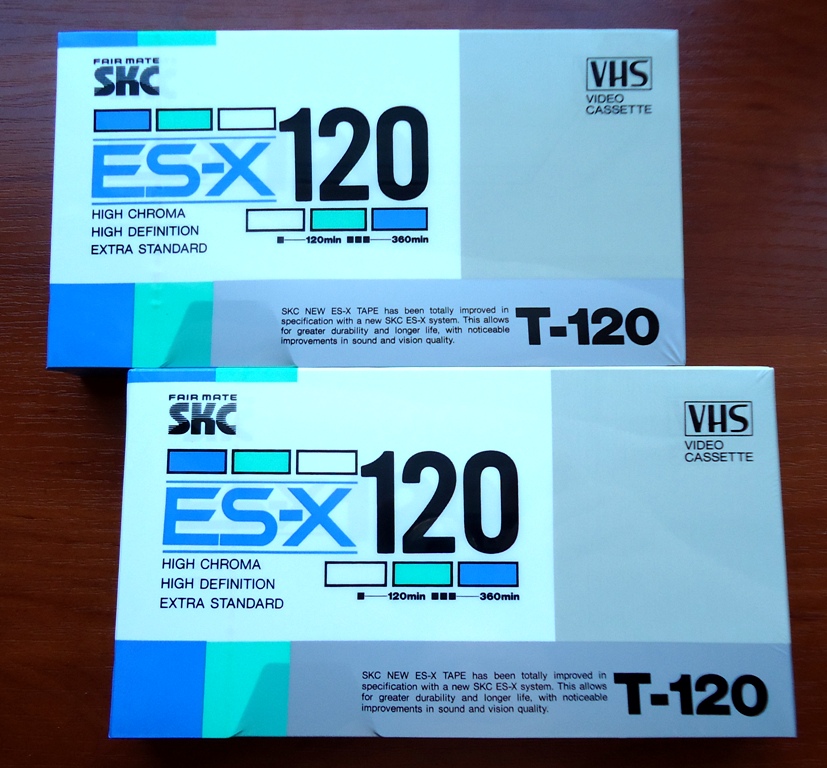 FAIR MATE
SKC
VHS
VIDEO
CASSETTE
ES-X 120
HIGH CHROMA
HIGH DEFINITION
EXTRA STANDARD
■——120min ■■■——360min
SKC NEW ES-X TAPE has been totally improved in
specification with a new SKC ES-X system. This allows
for greater durability and longer life, with noticeable
improvements in sound and vision quality.
T-120
FAIR MATE
SKC
VHS
VIDEO
CASSETTE
ES-X 120
HIGH CHROMA
HIGH DEFINITION
EXTRA STANDARD
■——120min ■■■——360min
SKC NEW ES-X TAPE has been totally improved in
specification with a new SKC ES-X system. This allows
for greater durability and longer life, with noticeable
improvements in sound and vision quality.
T-120